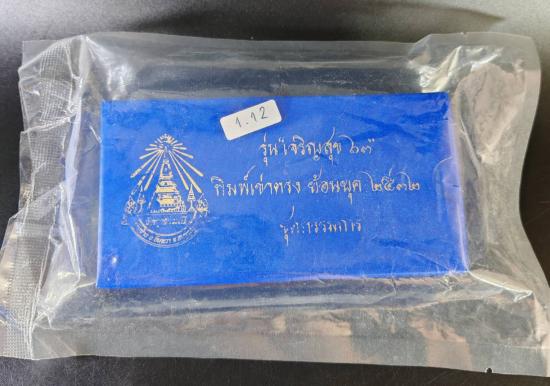 1.12
รุ่น "เจริญสุข ๖๓"
พิมพ์เข่าตรง ย้อนยุค ๒๕๓๒
ชุดกรรมการ